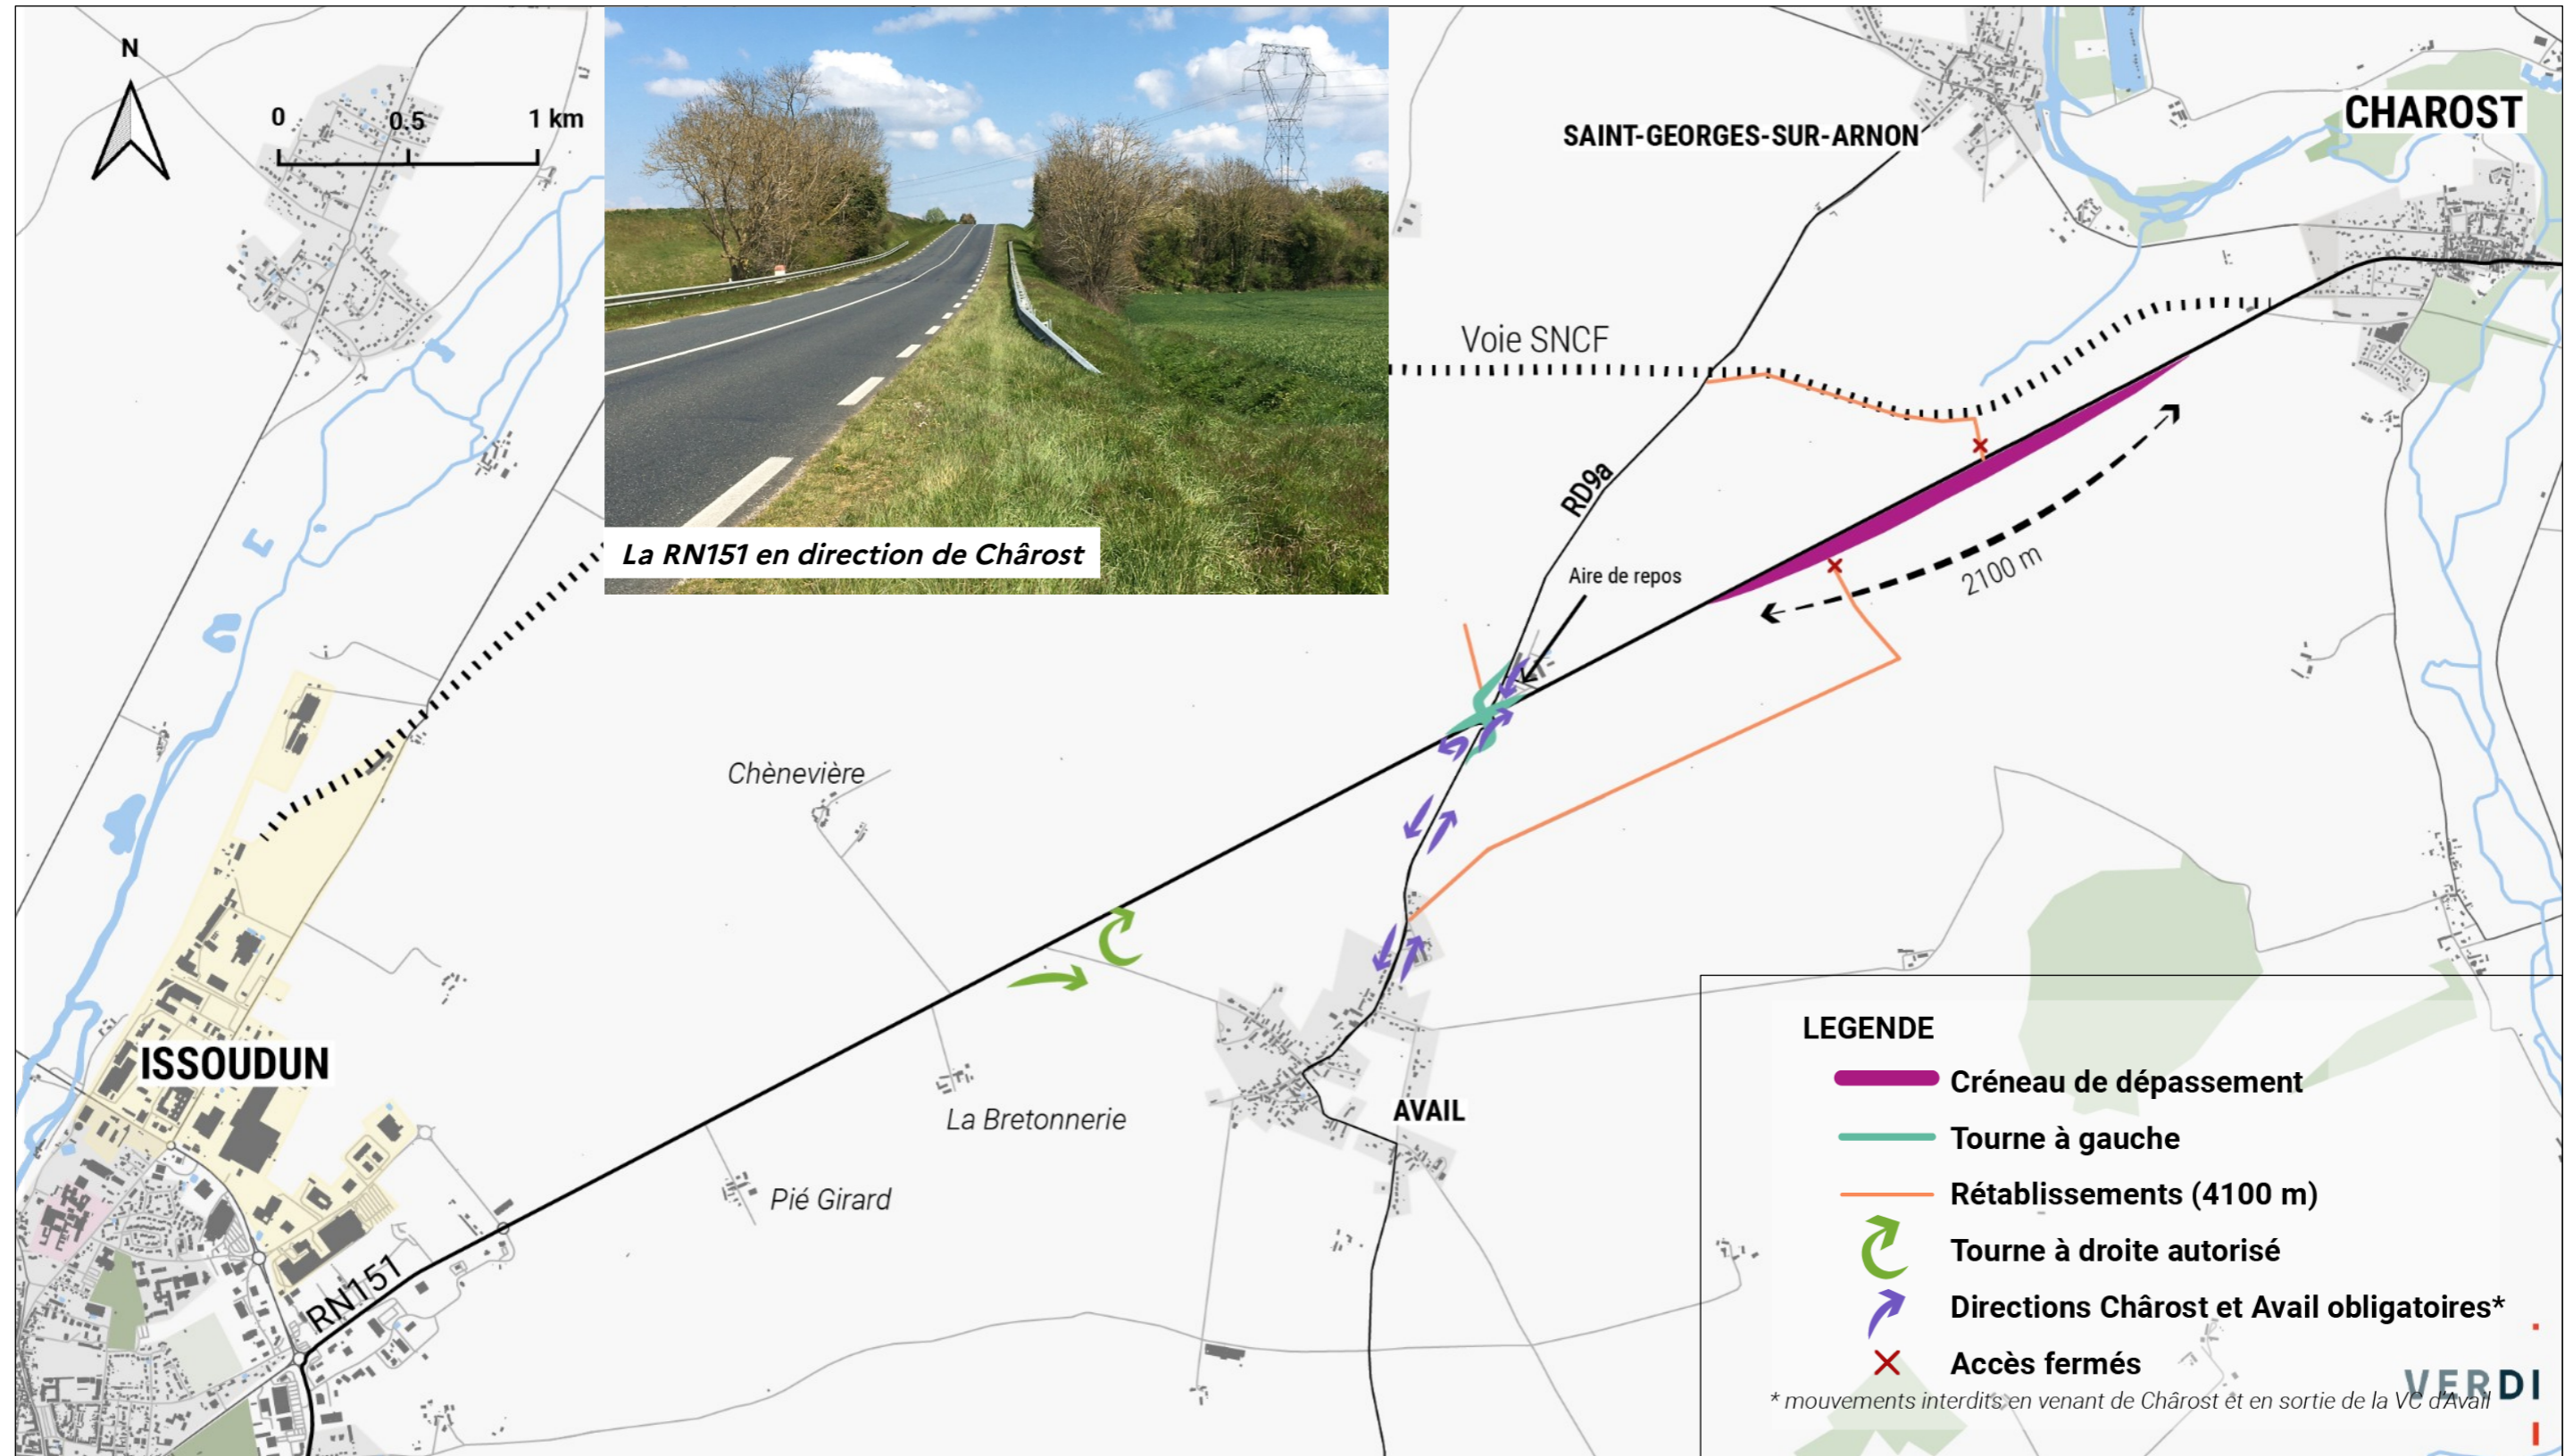 N
0
0.5
1 km
CHAROST
SAINT-GEORGES-SUR-ARNON
Voie SNCF
RD9a
La RN151 en direction de Chârost
2100 m
Aire de repos
Chènevière
ISSOUDUN
La Bretonnerie
AVAIL
Pié Girard
RN151
LEGENDE
Créneau de dépassement
Tourne à gauche
Rétablissements (4100 m)
Tourne à droite autorisé
Directions Chârost et Avail obligatoires*
Accès fermés
VERDI
* mouvements interdits en venant de Chârost et en sortie de la VC d'Avail